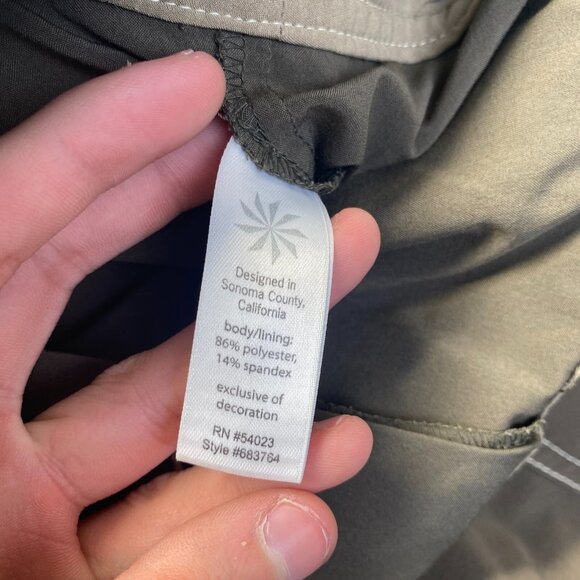 Designed in
Sonoma County,
California
body/lining:
86% polyester,
14% spandex
exclusive of
decoration
RN #54023
Style #683764